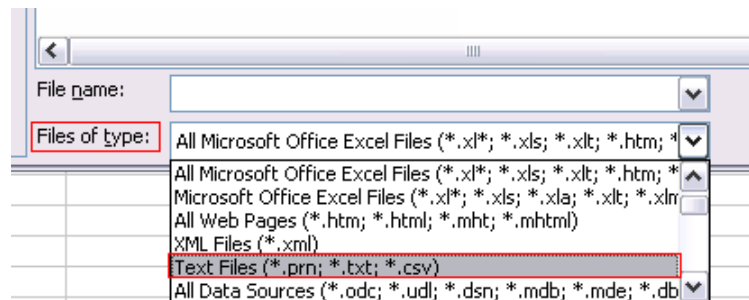 File name:
Files of type: All Microsoft Office Excel Files (*.xl*; *.xls; *.xlt; *.htm; *
All Microsoft Office Excel Files (*.xl*; *.xls; *.xlt; *.htm; *
Microsoft Office Excel Files (*.xl*; *.xls; *.xla; *.xlt; *.xlm
All Web Pages (*.htm; *.html; *.mht; *.mhtml)
XML Files (*.xml)
Text Files (*.prn; *.txt; *.csv)
All Data Sources (*.odc; *.udl; *.dsn; *.mdb; *.mde; *.db